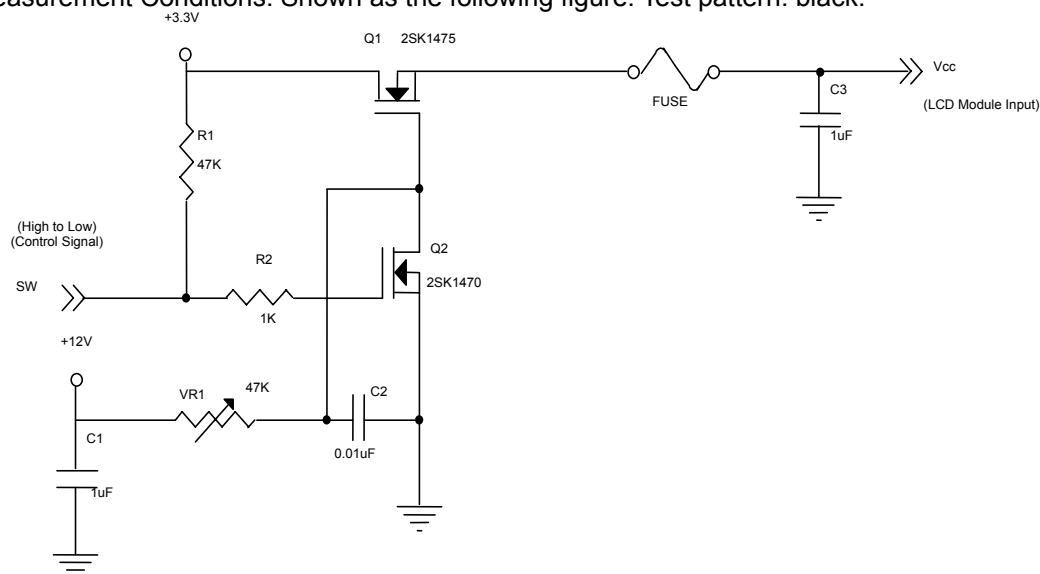 easurement Conditions: Shown as the following figure. Test pattern: black.
+3.3V
Q1 2SK1475
Vcc
C3
FUSE
(LCD Module Input)
R1
1uF
47K
(High to Low)
(Control Signal)
Q2
R2
2SK1470
SW
1K
+12V
VR1
47K
C2
C1
0.01uF
1uF